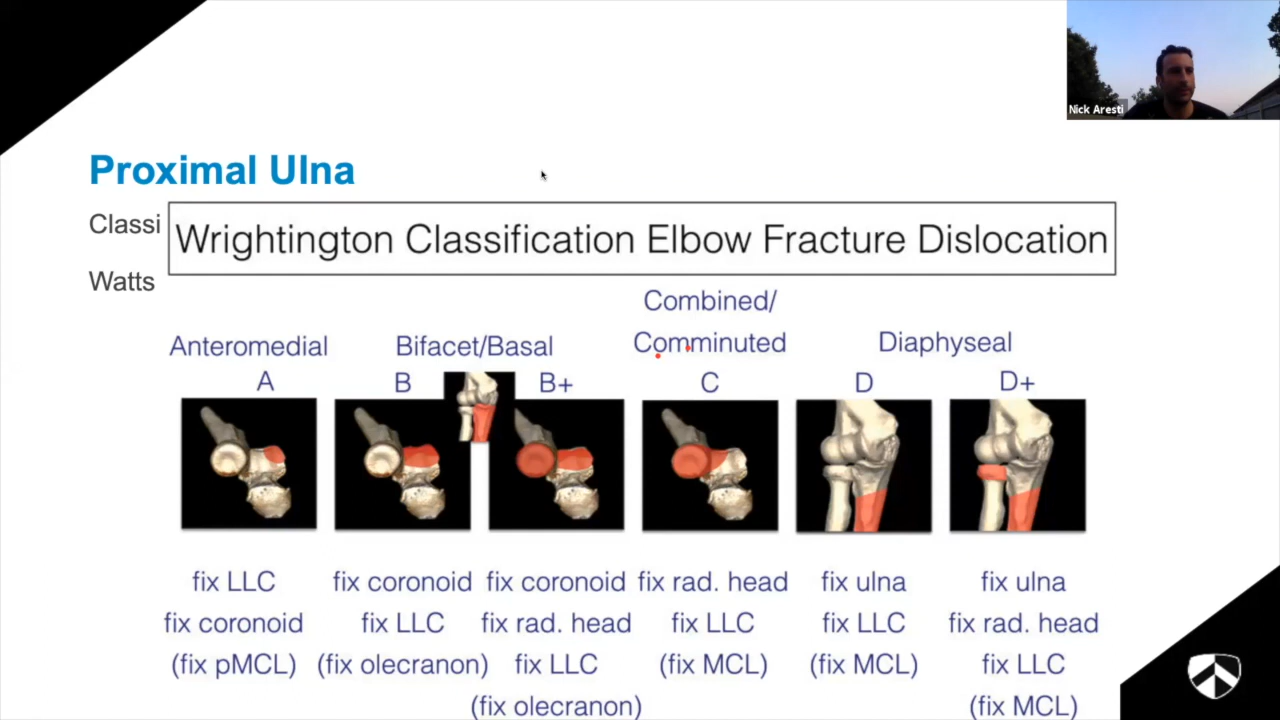 Nick Aresti
Proximal Ulna
Classi
Wrightington Classification Elbow Fracture Dislocation
Watts
Combined/
Anteromedial Bifacet/Basal Comminuted Diaphyseal
A B B+ C D D+
fix LLC fix coronoid fix coronoid fix rad. head fix ulna fix ulna
fix coronoid fix LLC fix rad. head fix LLC fix LLC fix rad. head
(fix pMCL) (fix olecranon) fix LLC (fix MCL) (fix MCL) fix LLC
(fix olecranon) (fix MCL)